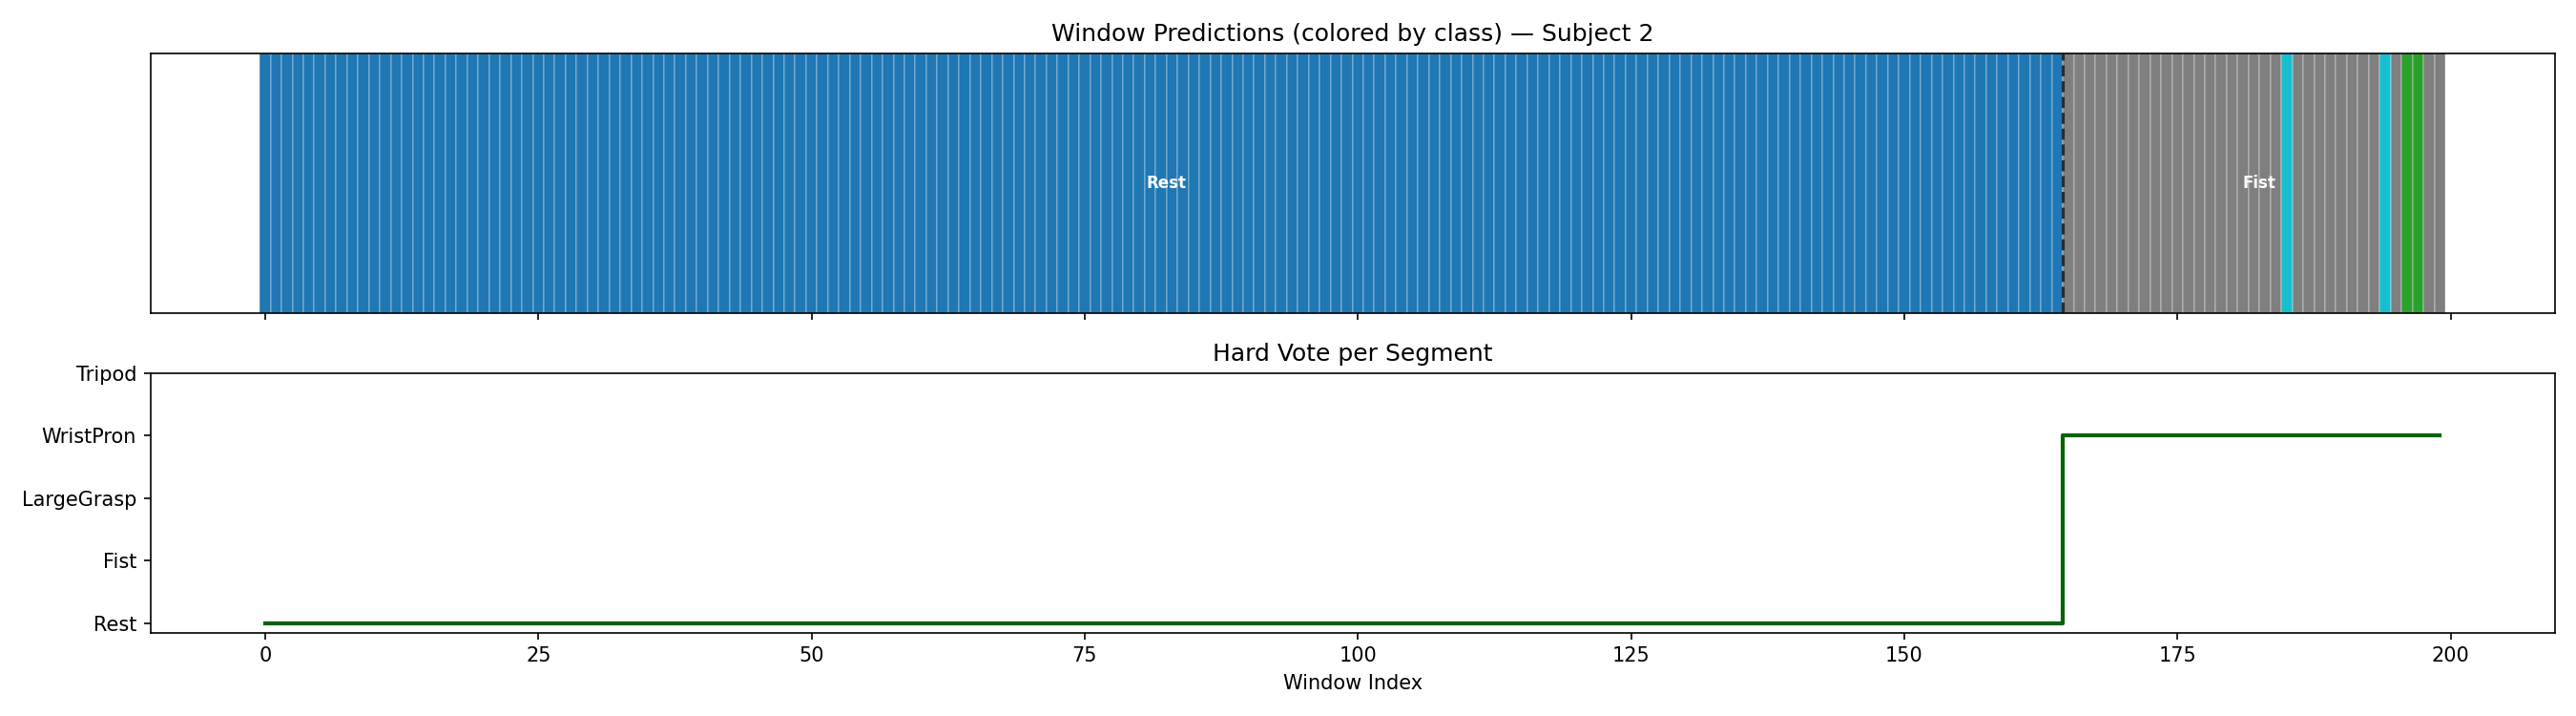 Window Predictions (colored by class) — Subject 2
Rest
Fist
Hard Vote per Segment
Tripod
WristPron
LargeGrasp
Fist
Rest
0 25 50 75 100 125 150 175 200
Window Index